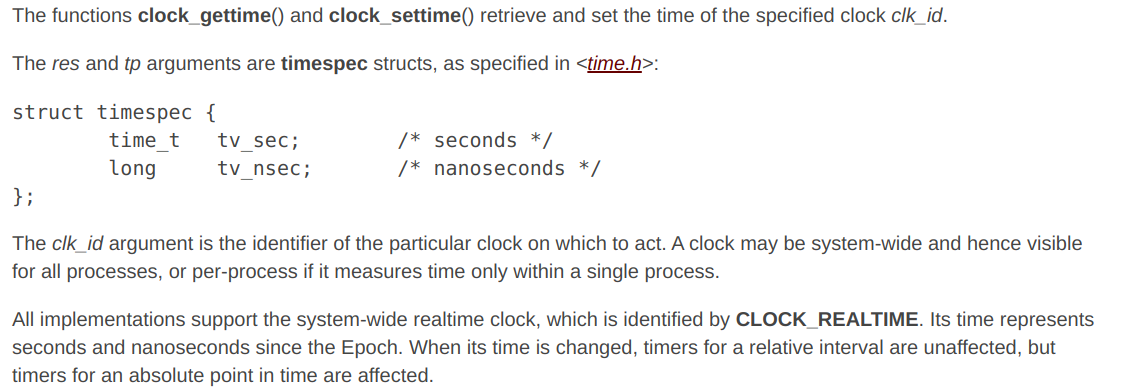 The functions clock_gettime() and clock_settime() retrieve and set the time of the specified clock clk_id.
The res and tp arguments are timespec structs, as specified in <time.h>:
struct timespec {
        time_t   tv_sec;        /* seconds */
        long     tv_nsec;       /* nanoseconds */
};
The clk_id argument is the identifier of the particular clock on which to act. A clock may be system-wide and hence visible
for all processes, or per-process if it measures time only within a single process.
All implementations support the system-wide realtime clock, which is identified by CLOCK_REALTIME. Its time represents
seconds and nanoseconds since the Epoch. When its time is changed, timers for a relative interval are unaffected, but
timers for an absolute point in time are affected.